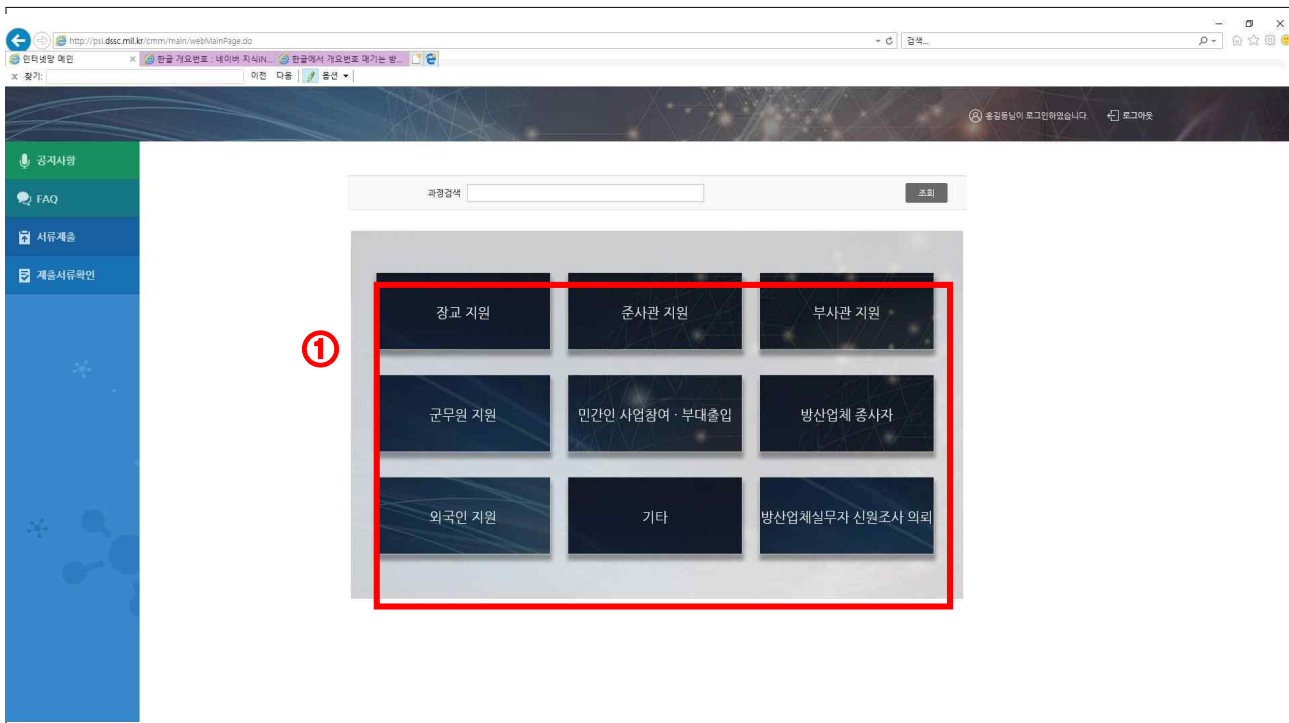 http://psi.dssc.mil.kr/cmm/main/webMainPage.do
검색...
인터넷망 메인
한글 개요번호 : 네이버 지식iN...
한글에서 개요번호 매기는 방...
x 찾기:
이전 다음
옵션
홍길동님이 로그인하였습니다.
로그아웃
공지사항
FAQ
서류제출
제출서류확인
과정검색
조회
①
장교 지원
준사관 지원
부사관 지원
군무원 지원
민간인 사업참여 · 부대출입
방산업체 종사자
외국인 지원
기타
방산업체실무자 신원조사 의뢰